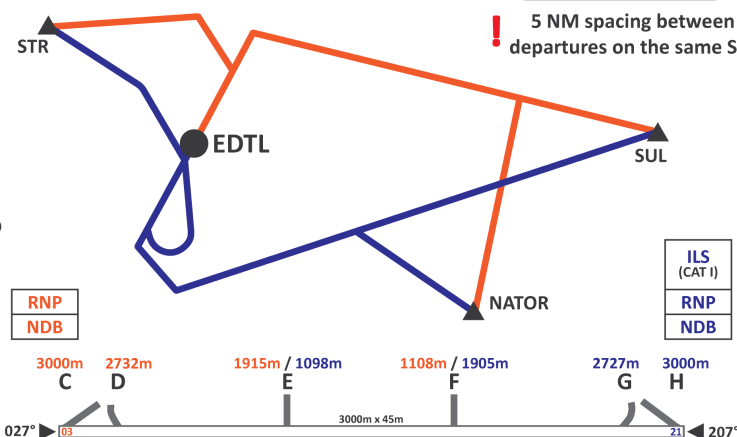 ! 5 NM spacing between
departures on the same S
STR
EDTL
SUL
NATOR
ILS
(CAT I)
RNP
NDB
RNP
NDB
3000m 2732m 1915m / 1098m 1108m / 1905m 2727m 3000m
C D E F G H
3000m x 45m
027° 03 21 207°